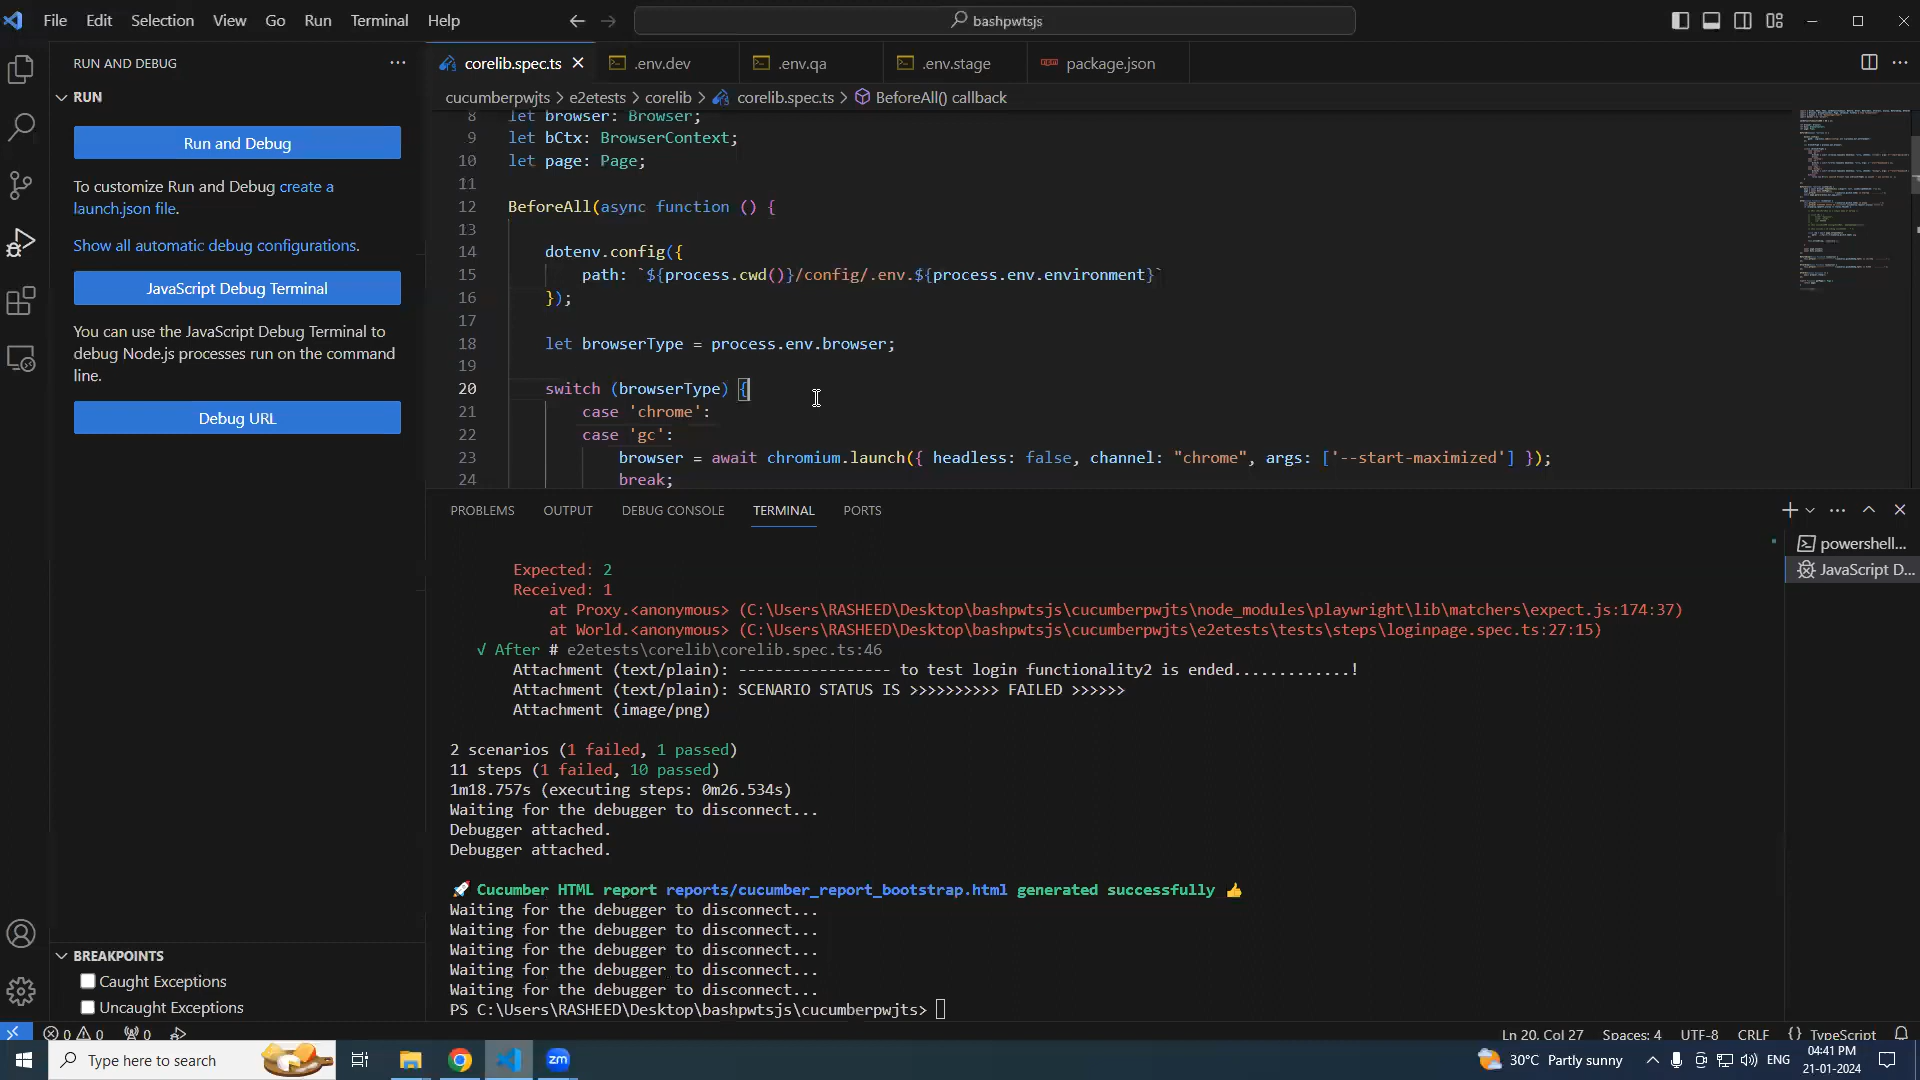 File Edit Selection View Go Run Terminal Help
bashpwtsjs
RUN AND DEBUG
RUN
Run and Debug
To customize Run and Debug create a
launch.json file.
Show all automatic debug configurations.
JavaScript Debug Terminal
You can use the JavaScript Debug Terminal to
debug Node.js processes run on the command
line.
Debug URL
BREAKPOINTS
Caught Exceptions
Uncaught Exceptions
corelib.spec.ts .env.dev .env.qa .env.stage package.json
cucumberpwjts > e2etests > corelib > corelib.spec.ts > BeforeAll() callback
8 let browser: Browser;
9 let bCtx: BrowserContext;
10 let page: Page;
11
12 BeforeAll(async function () {
13
14 dotenv.config({
15 path: `${process.cwd()}/config/.env.${process.env.environment}`
16 });
17
18 let browserType = process.env.browser;
19
20 switch (browserType) {
21 case 'chrome':
22 case 'gc':
23 browser = await chromium.launch({ headless: false, channel: "chrome", args: ['--start-maximized'] });
24 break;
PROBLEMS OUTPUT DEBUG CONSOLE TERMINAL PORTS
powershell...
JavaScript D...
Expected: 2
Received: 1
at Proxy.<anonymous> (C:\Users\RASHEED\Desktop\bashpwtsjs\cucumberpwjts\node_modules\playwright\lib\matchers\expect.js:174:37)
at World.<anonymous> (C:\Users\RASHEED\Desktop\bashpwtsjs\cucumberpwjts\e2etests\tests\steps\loginpage.spec.ts:27:15)
√ After # e2etests\corelib\corelib.spec.ts:46
Attachment (text/plain): ----------------- to test login functionality2 is ended.............!
Attachment (text/plain): SCENARIO STATUS IS >>>>>>>>>> FAILED >>>>>>
Attachment (image/png)
2 scenarios (1 failed, 1 passed)
11 steps (1 failed, 10 passed)
1m18.757s (executing steps: 0m26.534s)
Waiting for the debugger to disconnect...
Debugger attached.
Debugger attached.
🚀 Cucumber HTML report reports/cucumber_report_bootstrap.html generated successfully 👍
Waiting for the debugger to disconnect...
Waiting for the debugger to disconnect...
Waiting for the debugger to disconnect...
Waiting for the debugger to disconnect...
Waiting for the debugger to disconnect...
PS C:\Users\RASHEED\Desktop\bashpwtsjs\cucumberpwjts>
0 0 0 Ln 20, Col 27 Spaces: 4 UTF-8 CRLF {} TypeScript
Type here to search zm 30°C Partly sunny ENG 04:41 PM
21-01-2024